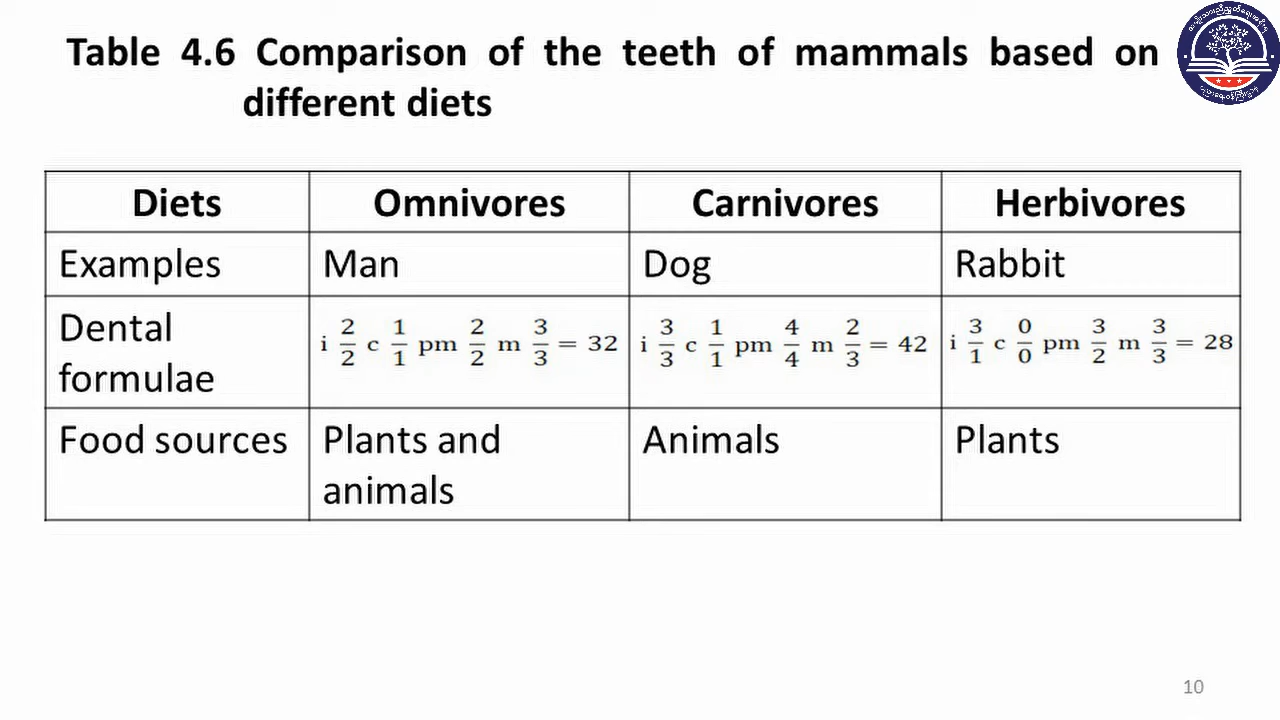 Table 4.6 Comparison of the teeth of mammals based on
different diets
Diets Omnivores Carnivores Herbivores
Examples Man Dog Rabbit
Dental
formulae
i 2/2 c 1/1 pm 2/2 m 3/3 = 32
i 3/3 c 1/1 pm 4/4 m 2/3 = 42
i 3/1 c 0/0 pm 3/2 m 3/3 = 28
Food sources
Plants and
animals
Animals
Plants
10